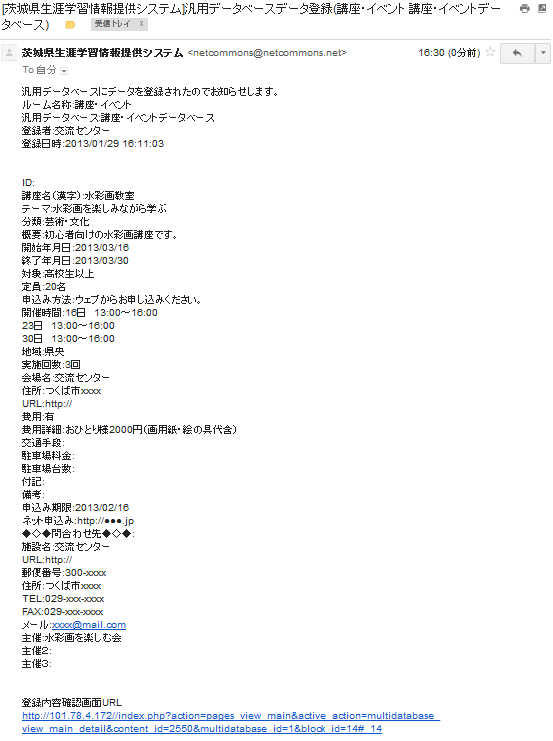 [茨城県生涯学習情報提供システム]汎用データベースデータ登録(講座・イベント 講座・イベントデー
タベース) 受信トレイ x
茨城県生涯学習情報提供システム <netcommons@netcommons.net> 16:30 (0分前)
To 自分
汎用データベースにデータを登録されたのでお知らせします。
ルーム名称:講座・イベント
汎用データベース:講座・イベントデータベース
登録者:交流センター
登録日時:2013/01/29 16:11:03
ID:
講座名(漢字):水彩画教室
テーマ:水彩画を楽しみながら学ぶ
分類:芸術・文化
概要:初心者向けの水彩画講座です。
開始年月日:2013/03/16
終了年月日:2013/03/30
対象:高校生以上
定員:20名
申込み方法:ウェブからお申し込みください。
開催時間:16日 13:00～16:00
23日 13:00～16:00
30日 13:00～16:00
地域:県央
実施回数:3回
会場名:交流センター
住所:つくば市xxxx
URL:http://
費用:有
費用詳細:おひとり様2000円(画用紙・絵の具代含)
交通手段:
駐車場料金:
駐車場台数:
付記:
備考:
申込み期限:2013/02/16
ネット申込み:http://●●●.jp
◆◇◆問合わせ先◆◇◆:
施設名:交流センター
URL:http://
郵便番号:300-xxxx
住所:つくば市xxxx
TEL:029-xxx-xxxx
FAX:029-xxx-xxxx
メール:xxxx@mail.com
主催:水彩画を楽しむ会
主催2:
主催3:
登録内容確認画面URL
http://101.78.4.172//index.php?action=pages_view_main&active_action=multidatabase_
view_main_detail&content_id=2550&multidatabase_id=1&block_id=14#_14